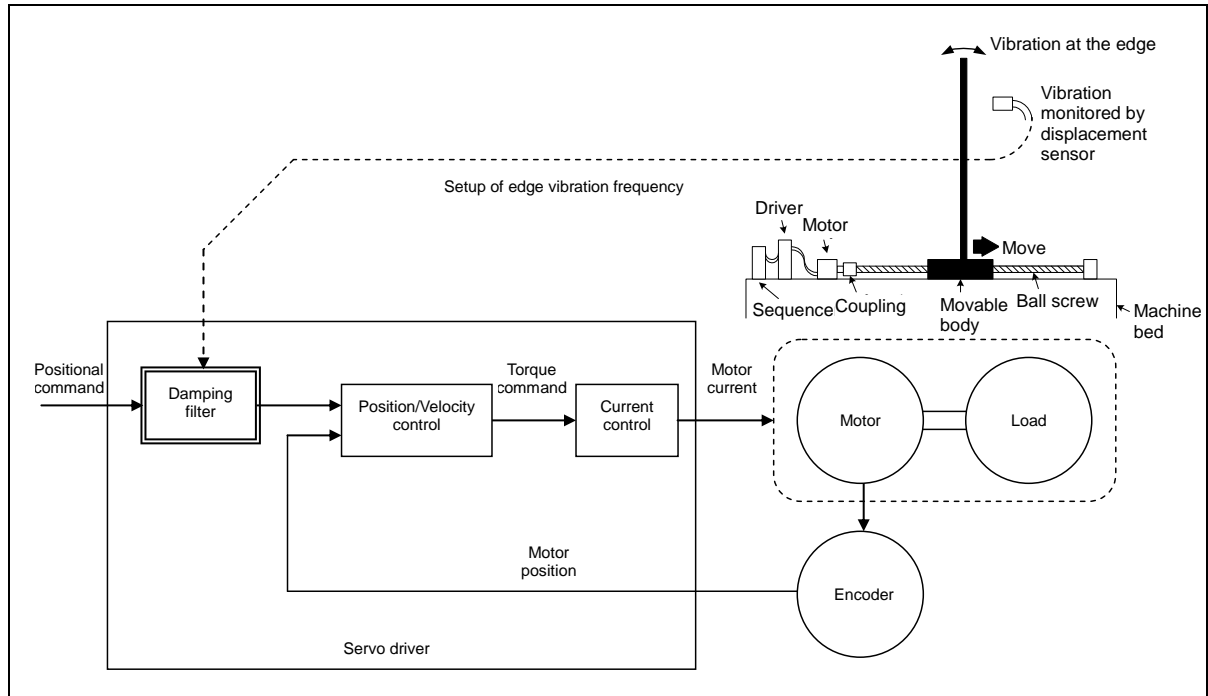 Vibration at the edge
Vibration
monitored by
displacement
sensor
Setup of edge vibration frequency
Driver
Motor
Move
Sequence
Coupling
Movable
body
Ball screw
Machine
bed
Positional
command
Damping
filter
Position/Velocity
control
Torque
command
Current
control
Motor
current
Motor
Load
Motor
position
Encoder
Servo driver